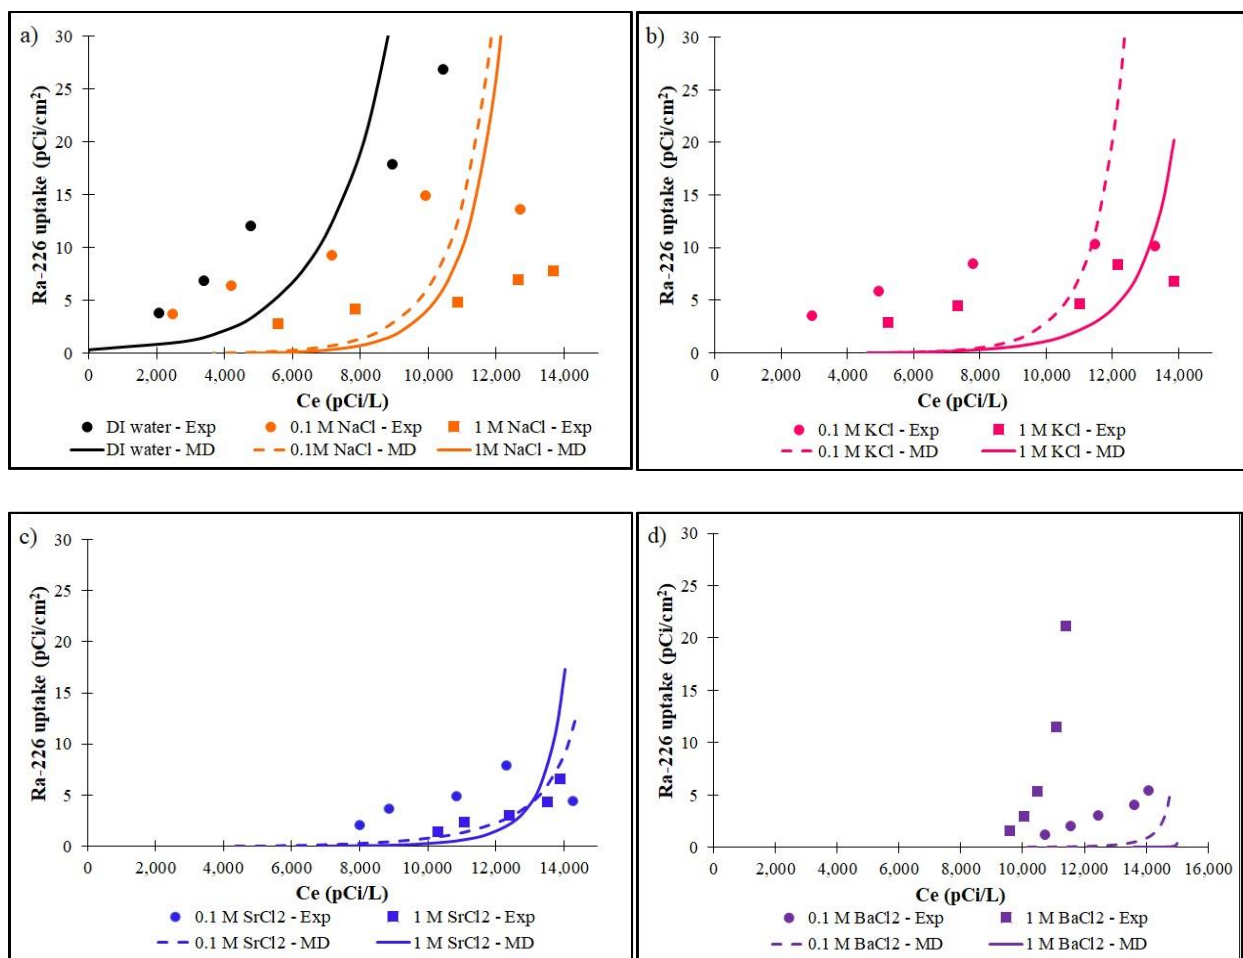 a)
Ra-226 uptake (pCi/cm²)
30
25
20
15
10
5
0
0 2,000 4,000 6,000 8,000 10,000 12,000 14,000
Ce (pCi/L)
DI water - Exp 0.1 M NaCl - Exp 1 M NaCl - Exp
DI water - MD 0.1M NaCl - MD 1M NaCl - MD
b)
Ra-226 uptake (pCi/cm²)
30
25
20
15
10
5
0
0 2,000 4,000 6,000 8,000 10,000 12,000 14,000
Ce (pCi/L)
0.1 M KCl - Exp 1 M KCl - Exp
0.1 M KCl - MD 1 M KCl - MD
c)
Ra-226 uptake (pCi/cm²)
30
25
20
15
10
5
0
0 2,000 4,000 6,000 8,000 10,000 12,000 14,000
Ce (pCi/L)
0.1 M SrCl2 - Exp 1 M SrCl2 - Exp
0.1 M SrCl2 - MD 1 M SrCl2 - MD
d)
Ra-226 uptake (pCi/cm²)
30
25
20
15
10
5
0
0 2,000 4,000 6,000 8,000 10,000 12,000 14,000 16,000
Ce (pCi/L)
0.1 M BaCl2 - Exp 1 M BaCl2 - Exp
0.1 M BaCl2 - MD 1 M BaCl2 - MD